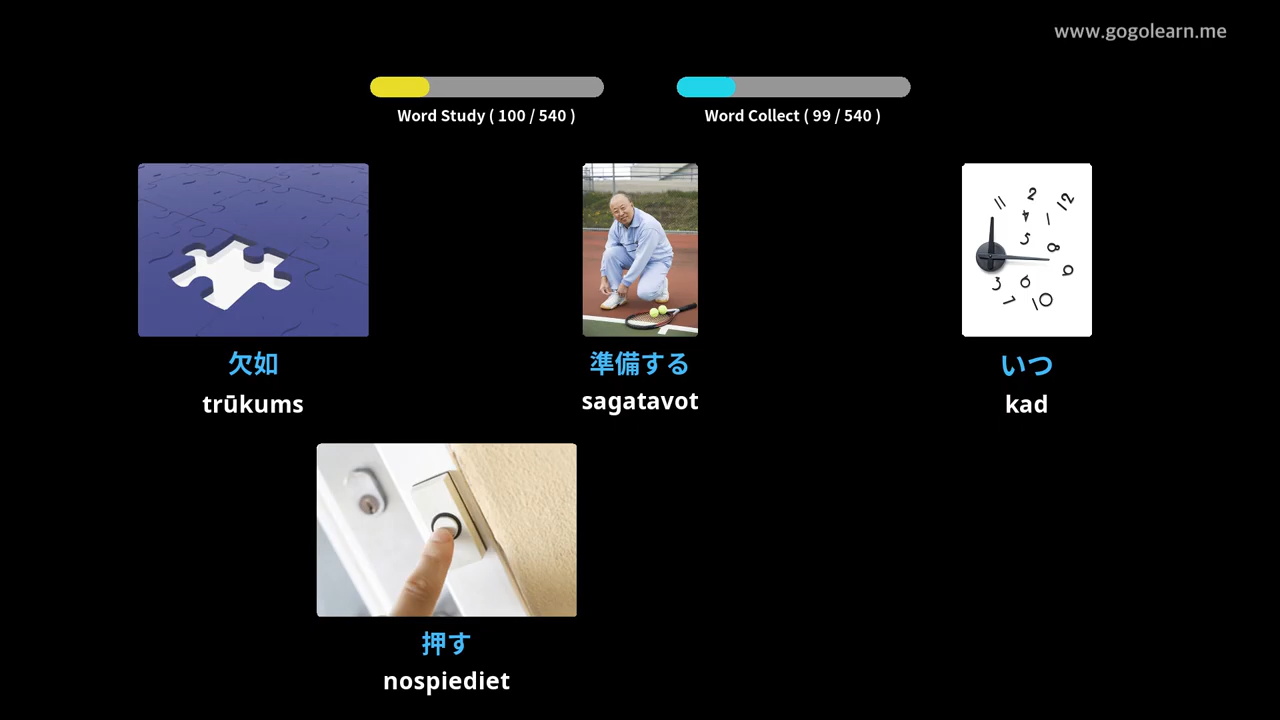 www.gogolearn.me
Word Study ( 100 / 540 )
Word Collect ( 99 / 540 )
欠如
trūkums
準備する
sagatavot
いつ
kad
押す
nospiediet